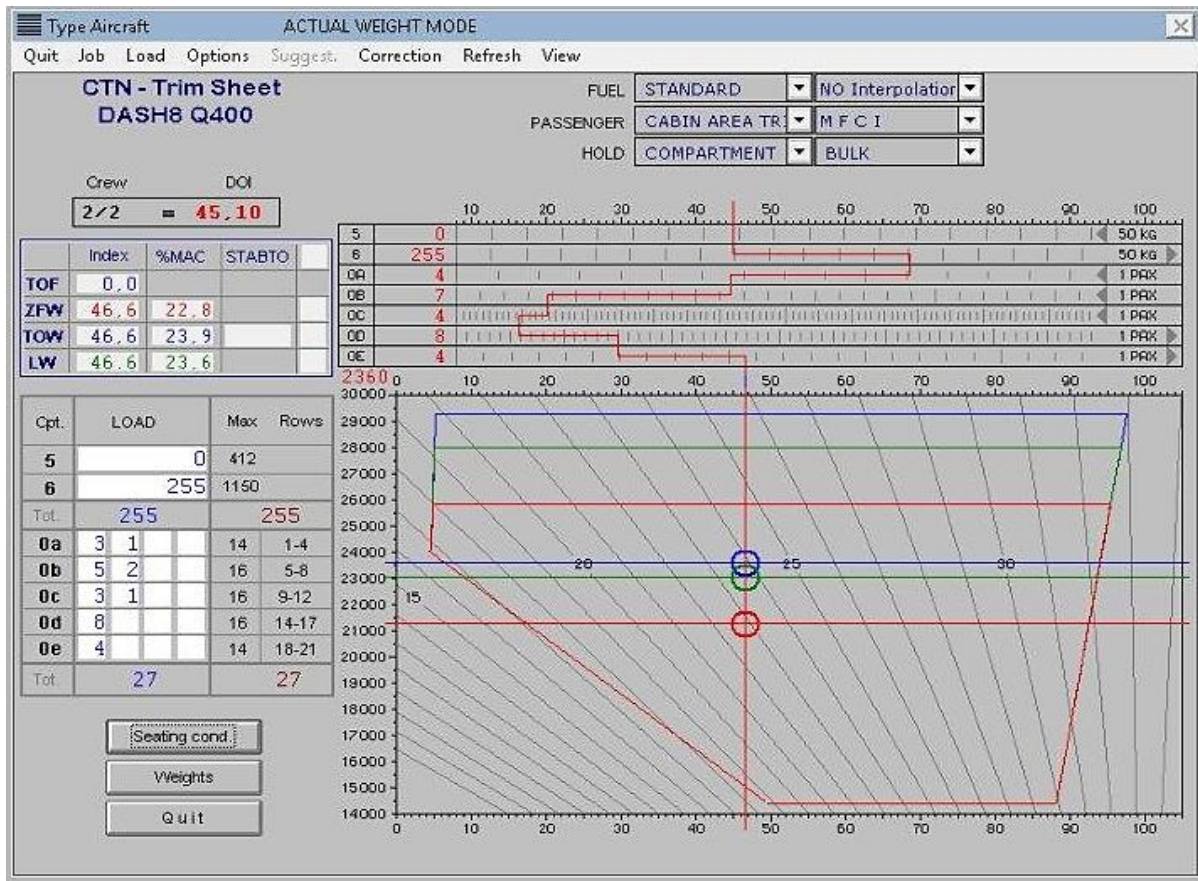 Type Aircraft ACTUAL WEIGHT MODE
Quit Job Load Options Suggest. Correction Refresh View
CTN - Trim Sheet
DASH8 Q400
FUEL STANDARD NO Interpolation
PASSENGER CABIN AREA TR: M F C I
HOLD COMPARTMENT BULK
Crew DOI
2/2 = 45,10
10 20 30 40 50 60 70 80 90 100
5 0 50 KG
6 255 50 KG
0A 4 1 PAX
0B 7 1 PAX
0C 4 1 PAX
0D 8 1 PAX
0E 4 1 PAX
Index %MAC STABTO
TOF 0,0
ZFW 46,6 22,8
TOW 46,6 23,9
LW 46,6 23,6
2360 0 10 20 30 40 50 60 70 80 90 100
30000
29000
28000
27000
26000
25000
24000
23000
22000
21000
20000
19000
18000
17000
16000
15000
14000
15 20 25 30
0 10 20 30 40 50 60 70 80 90 100
Cpt. LOAD Max Rows
5 0 412
6 255 1150
Tot. 255 255
0a 3 1 14 1-4
0b 5 2 16 5-8
0c 3 1 16 9-12
0d 8 16 14-17
0e 4 14 18-21
Tot. 27 27
Seating cond.
Weights
Quit